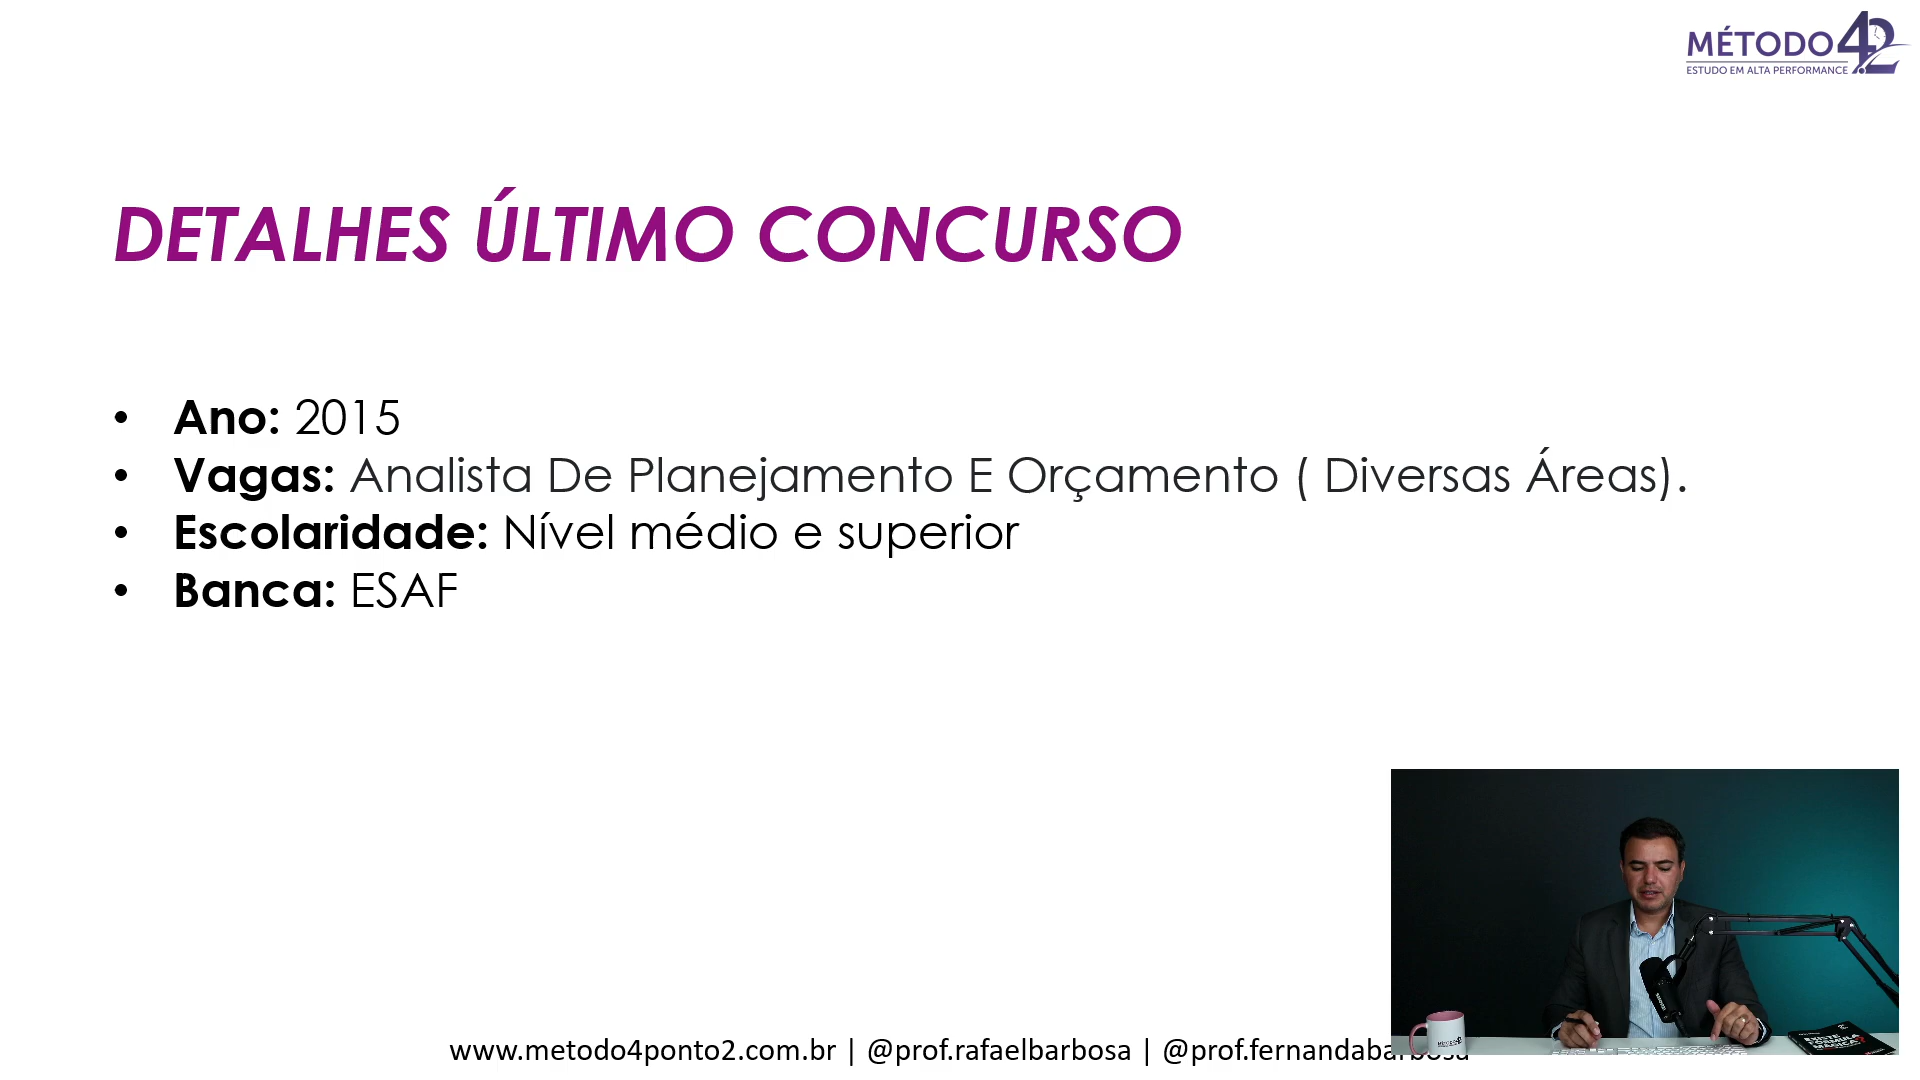 MÉTODO 4.2
ESTUDO EM ALTA PERFORMANCE
DETALHES ÚLTIMO CONCURSO
• Ano: 2015
• Vagas: Analista De Planejamento E Orçamento ( Diversas Áreas).
• Escolaridade: Nível médio e superior
• Banca: ESAF
www.metodo4ponto2.com.br | @prof.rafaelbarbosa | @prof.fernandabarbosa